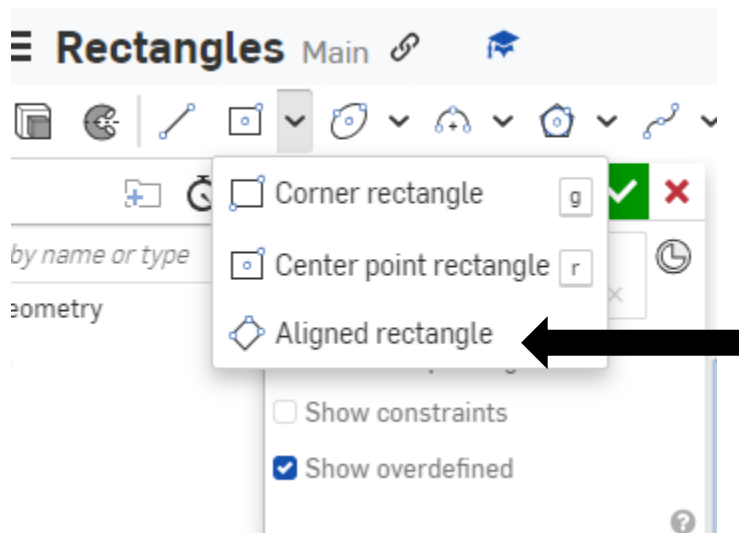 Rectangles Main
Corner rectangle g
by name or type
Center point rectangle r
eometry
Aligned rectangle
Show constraints
Show overdefined